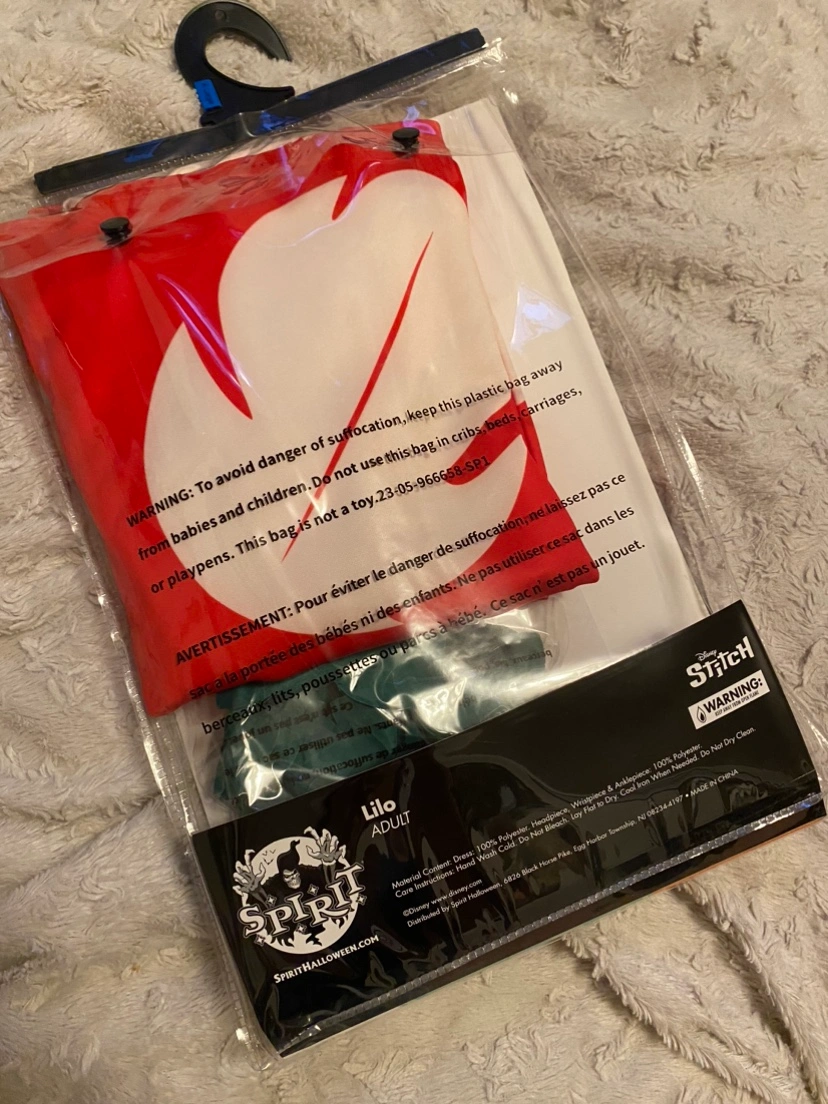 WARNING: To avoid danger of suffocation, keep this plastic bag away
from babies and children. Do not use this bag in cribs, beds, carriages,
or playpens. This bag is not a toy.23-05-966658-SP1
AVERTISSEMENT: Pour éviter le danger de suffocation, ne laissez pas ce
sac à la portée des bébés ni des enfants. Ne pas utiliser ce sac dans les
berceaux, lits, poussettes ou parcs à bébé. Ce sac n' est pas un jouet.
Disney
STITCH
WARNING:
KEEP AWAY FROM OPEN FLAME
Lilo
ADULT
Material Content: Dress: 100% Polyester. Headpiece, Wristpiece & Anklepiece: 100% Polyester.
Care Instructions: Hand Wash Cold. Do Not Bleach. Lay Flat to Dry. Cool Iron When Needed. Do Not Dry Clean.
©Disney www.disney.com
Distributed by Spirit Halloween, 6826 Black Horse Pike, Egg Harbor Township, NJ 08234-4197 • MADE IN CHINA
SPIRIT
SPIRITHALLOWEEN.COM